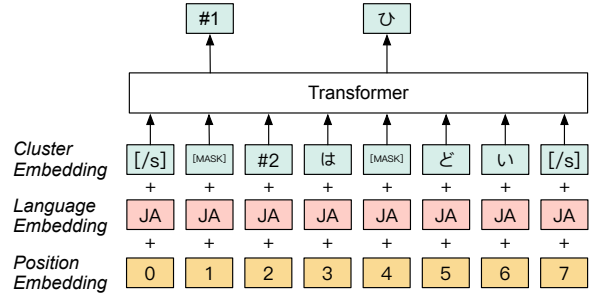 #1 ひ
Transformer
Cluster Embedding [/s] [MASK] #2 は [MASK] ど い [/s]
+ + + + + + + +
Language Embedding JA JA JA JA JA JA JA JA
+ + + + + + + +
Position Embedding 0 1 2 3 4 5 6 7